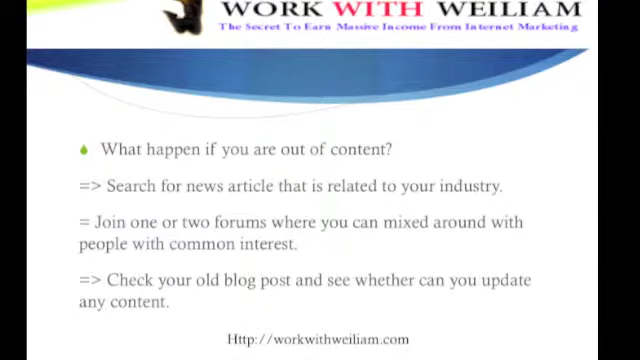 WORK WITH WEILIAM
The Secret To Earn Massive Income From Internet Marketing
What happen if you are out of content?
=> Search for news article that is related to your industry.
= Join one or two forums where you can mixed around with
people with common interest.
=> Check your old blog post and see whether can you update
any content.
Http://workwithweiliam.com